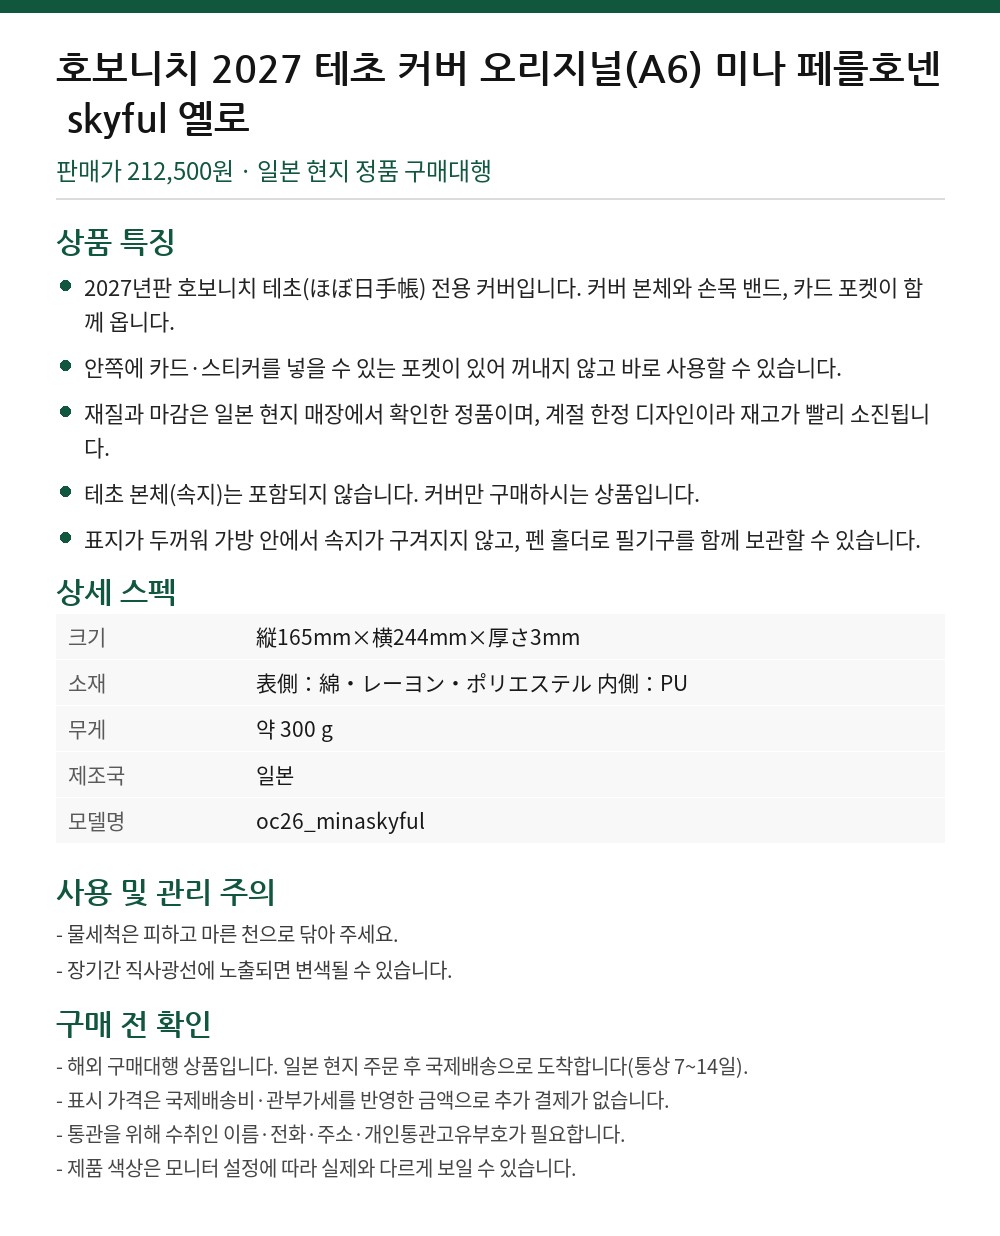 호보니치 2027 테초 커버 오리지널(A6) 미나 페를호넨
skyful 옐로
판매가 212,500원 · 일본 현지 정품 구매대행
상품 특징
● 2027년판 호보니치 테초(ほぼ日手帳) 전용 커버입니다. 커버 본체와 손목 밴드, 카드 포켓이 함
께 옵니다.
● 안쪽에 카드·스티커를 넣을 수 있는 포켓이 있어 꺼내지 않고 바로 사용할 수 있습니다.
● 재질과 마감은 일본 현지 매장에서 확인한 정품이며, 계절 한정 디자인이라 재고가 빨리 소진됩니
다.
● 테초 본체(속지)는 포함되지 않습니다. 커버만 구매하시는 상품입니다.
● 표지가 두꺼워 가방 안에서 속지가 구겨지지 않고, 펜 홀더로 필기구를 함께 보관할 수 있습니다.
상세 스펙
크기 縦165mm×横244mm×厚さ3mm
소재 表側：綿・レーヨン・ポリエステル 内側：PU
무게 약 300 g
제조국 일본
모델명 oc26_minaskyful
사용 및 관리 주의
- 물세척은 피하고 마른 천으로 닦아 주세요.
- 장기간 직사광선에 노출되면 변색될 수 있습니다.
구매 전 확인
- 해외 구매대행 상품입니다. 일본 현지 주문 후 국제배송으로 도착합니다(통상 7~14일).
- 표시 가격은 국제배송비·관부가세를 반영한 금액으로 추가 결제가 없습니다.
- 통관을 위해 수취인 이름·전화·주소·개인통관고유부호가 필요합니다.
- 제품 색상은 모니터 설정에 따라 실제와 다르게 보일 수 있습니다.